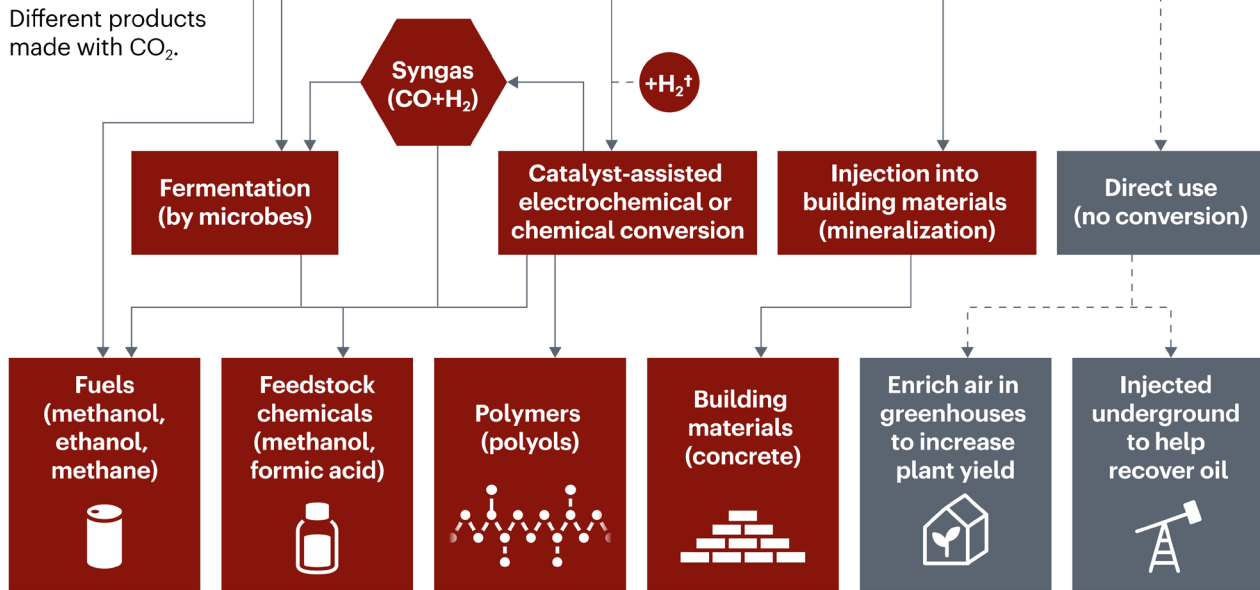 Different products
made with CO₂.
Syngas
(CO+H₂)
+H₂†
Fermentation
(by microbes)
Catalyst-assisted
electrochemical or
chemical conversion
Injection into
building materials
(mineralization)
Direct use
(no conversion)
Fuels
(methanol,
ethanol,
methane)
Feedstock
chemicals
(methanol,
formic acid)
Polymers
(polyols)
Building
materials
(concrete)
Enrich air in
greenhouses
to increase
plant yield
Injected
underground
to help
recover oil